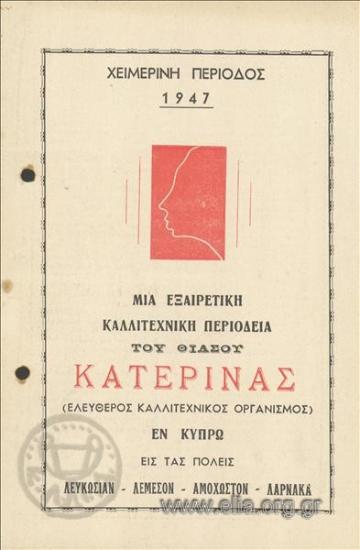 ΧΕΙΜΕΡΙΝΗ ΠΕΡΙΟΔΟΣ
1947
ΜΙΑ ΕΞΑΙΡΕΤΙΚΗ
ΚΑΛΛΙΤΕΧΝΙΚΗ ΠΕΡΙΟΔΕΙΑ
ΤΟΥ ΘΙΑΣΟΥ
ΚΑΤΕΡΙΝΑΣ
(ΕΛΕΥΘΕΡΟΣ ΚΑΛΛΙΤΕΧΝΙΚΟΣ ΟΡΓΑΝΙΣΜΟΣ)
ΕΝ ΚΥΠΡΩ
ΕΙΣ ΤΑΣ ΠΟΛΕΙΣ
ΛΕΥΚΩΣΙΑΝ - ΛΕΜΕΣΟΝ - ΑΜΟΧΩΣΤΟΝ - ΛΑΡΝΑΚΑ
www.elia.org.gr